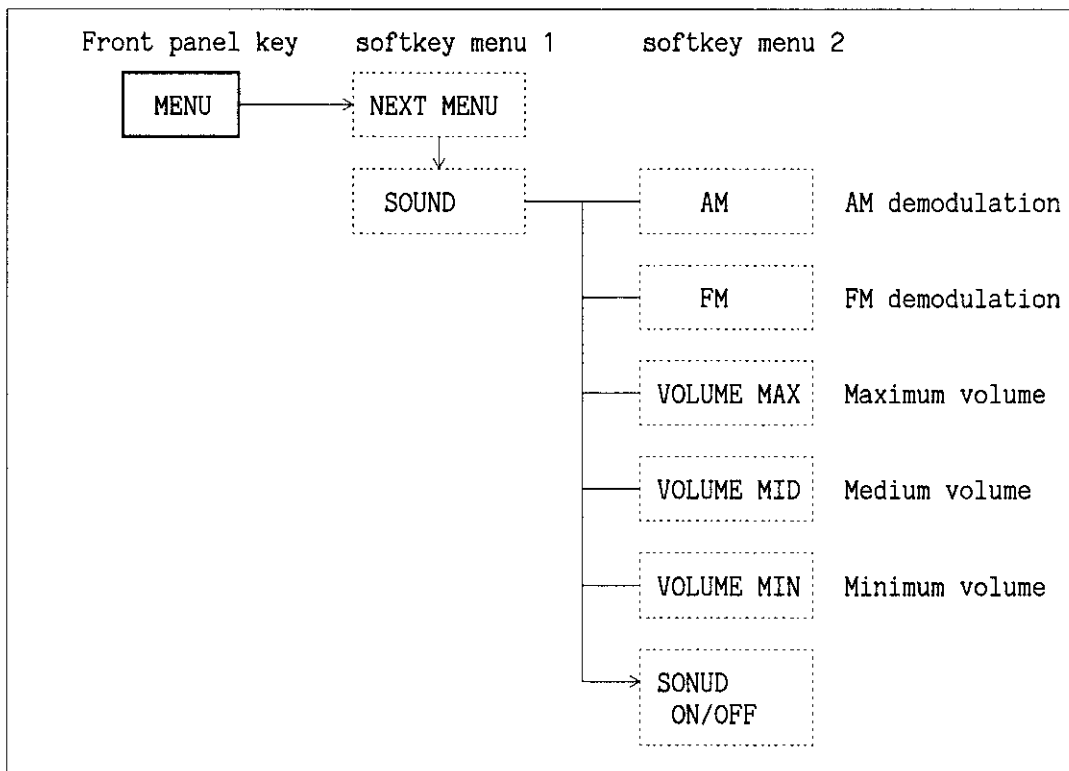 Front panel key softkey menu 1 softkey menu 2
MENU NEXT MENU
SOUND AM AM demodulation
FM FM demodulation
VOLUME MAX Maximum volume
VOLUME MID Medium volume
VOLUME MIN Minimum volume
SONUD
ON/OFF